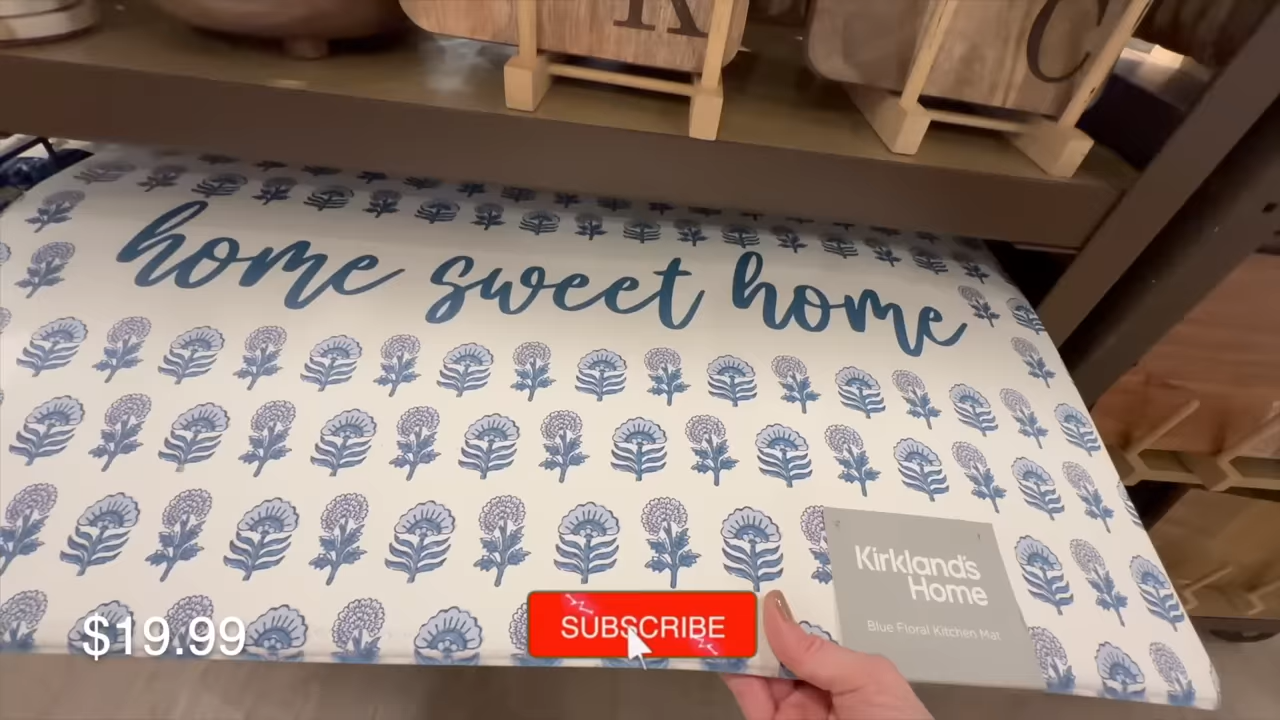 K
C
home sweet home
Kirkland's
Home
Blue Floral Kitchen Mat
$19.99
SUBSCRIBE